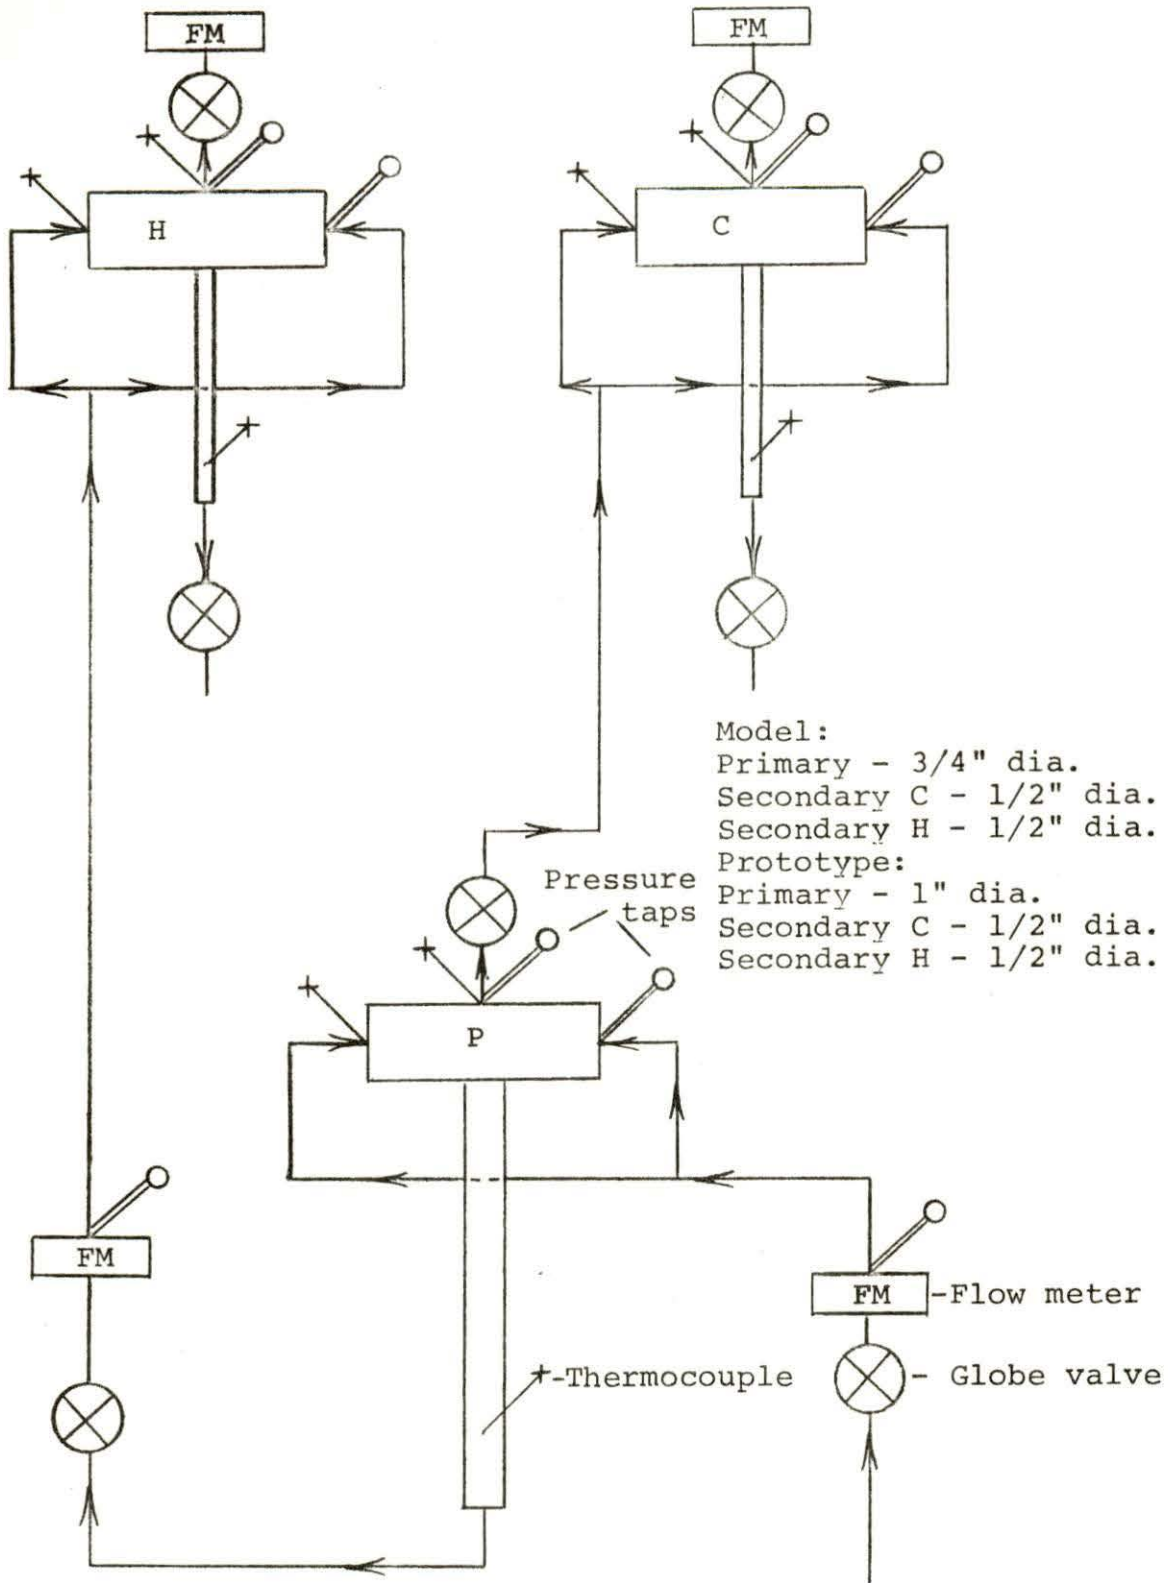 FM
FM
H
C
Model:
Primary - 3/4" dia.
Secondary C - 1/2" dia.
Secondary H - 1/2" dia.
Prototype:
Primary - 1" dia.
Secondary C - 1/2" dia.
Secondary H - 1/2" dia.
Pressure
taps
P
FM
FM -Flow meter
-Thermocouple
- Globe valve